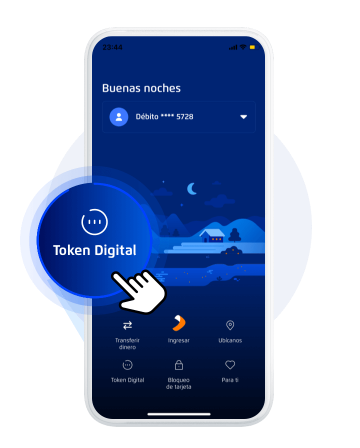 23:44
Buenas noches
Débito **** 5728
Token Digital
Transferir
dinero
Ingresar
Ubícanos
Token Digital
Bloqueo
de tarjeta
Para ti